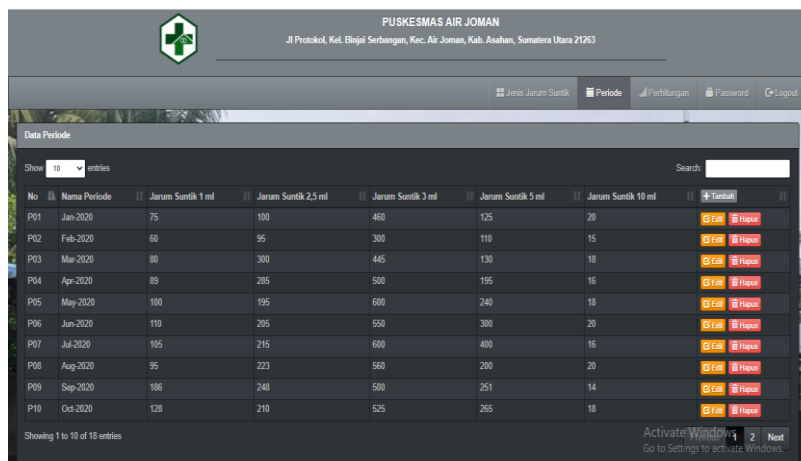 PUSKESMAS AIR JOMAN
Jl Protokol, Kel. Binjai Serbangan, Kec. Air Joman, Kab. Asahan, Sumatera Utara 21263
Jenis Jarum Suntik Periode Perhitungan Password Logout
Data Periode
Show 10 entries Search:
No Nama Periode Jarum Suntik 1 ml Jarum Suntik 2,5 ml Jarum Suntik 3 ml Jarum Suntik 5 ml Jarum Suntik 10 ml + Tambah
P01 Jan-2020 75 100 460 125 20 Edit Hapus
P02 Feb-2020 60 95 300 110 15 Edit Hapus
P03 Mar-2020 80 300 445 130 18 Edit Hapus
P04 Apr-2020 89 285 500 195 16 Edit Hapus
P05 May-2020 100 195 600 240 18 Edit Hapus
P06 Jun-2020 110 205 550 300 20 Edit Hapus
P07 Jul-2020 105 215 600 400 16 Edit Hapus
P08 Aug-2020 95 223 560 200 20 Edit Hapus
P09 Sep-2020 186 248 500 251 14 Edit Hapus
P10 Oct-2020 128 210 525 265 18 Edit Hapus
Showing 1 to 10 of 18 entries Previous 1 2 Next
Activate Windows
Go to Settings to activate Windows.